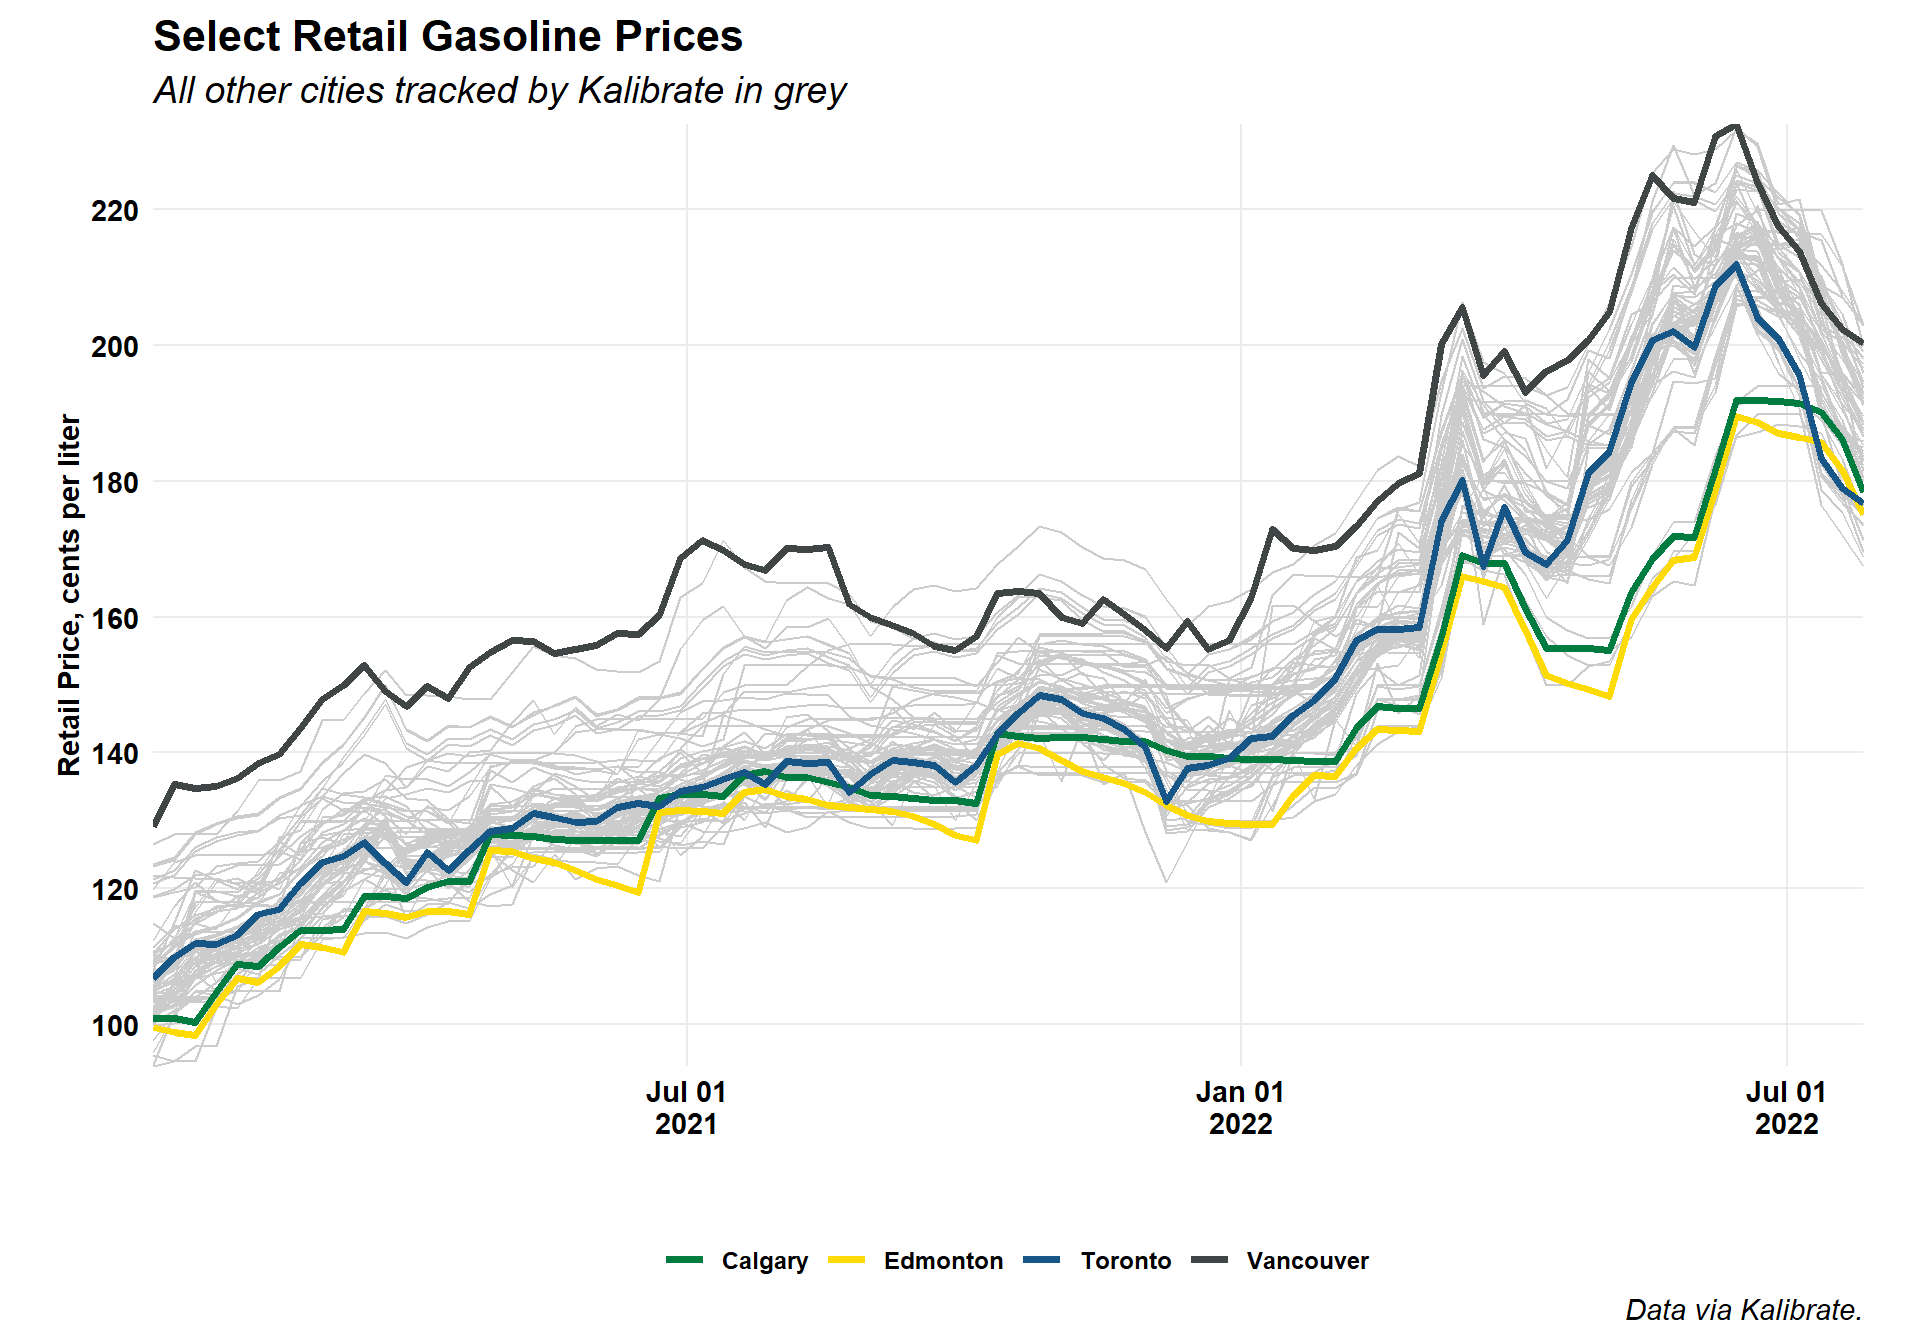 Select Retail Gasoline Prices
All other cities tracked by Kalibrate in grey
Retail Price, cents per liter
220
200
180
160
140
120
100
Jul 01
2021
Jan 01
2022
Jul 01
2022
Calgary
Edmonton
Toronto
Vancouver
Data via Kalibrate.